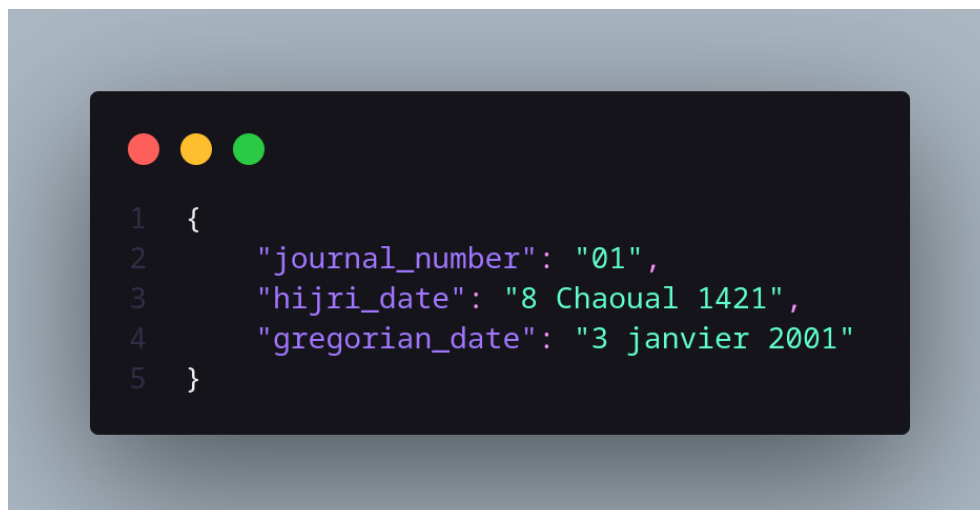 1 {
2 "journal_number": "01",
3 "hijri_date": "8 Chaoual 1421",
4 "gregorian_date": "3 janvier 2001"
5 }